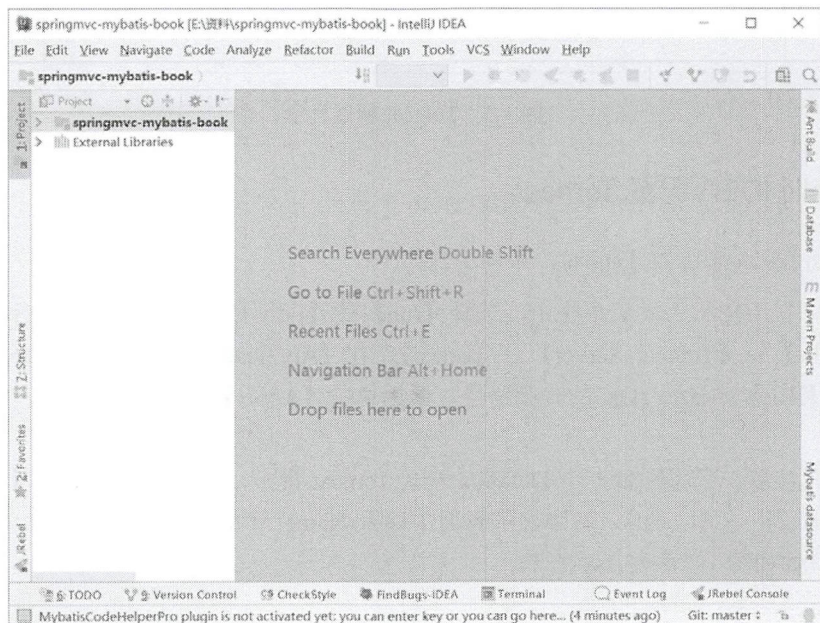 springmvc-mybatis-book [E:\资料\springmvc-mybatis-book] - IntelliJ IDEA
File Edit View Navigate Code Analyze Refactor Build Run Tools VCS Window Help
springmvc-mybatis-book
Project
springmvc-mybatis-book
External Libraries
1: Project
7: Structure
2: Favorites
JRebel
Search Everywhere Double Shift
Go to File Ctrl+Shift+R
Recent Files Ctrl+E
Navigation Bar Alt+Home
Drop files here to open
Ant Build
Database
Maven Projects
Mybatis datasource
6: TODO 9: Version Control CheckStyle FindBugs-IDEA Terminal Event Log JRebel Console
MybatisCodeHelperPro plugin is not activated yet: you can enter key or you can go here... (4 minutes ago) Git: master